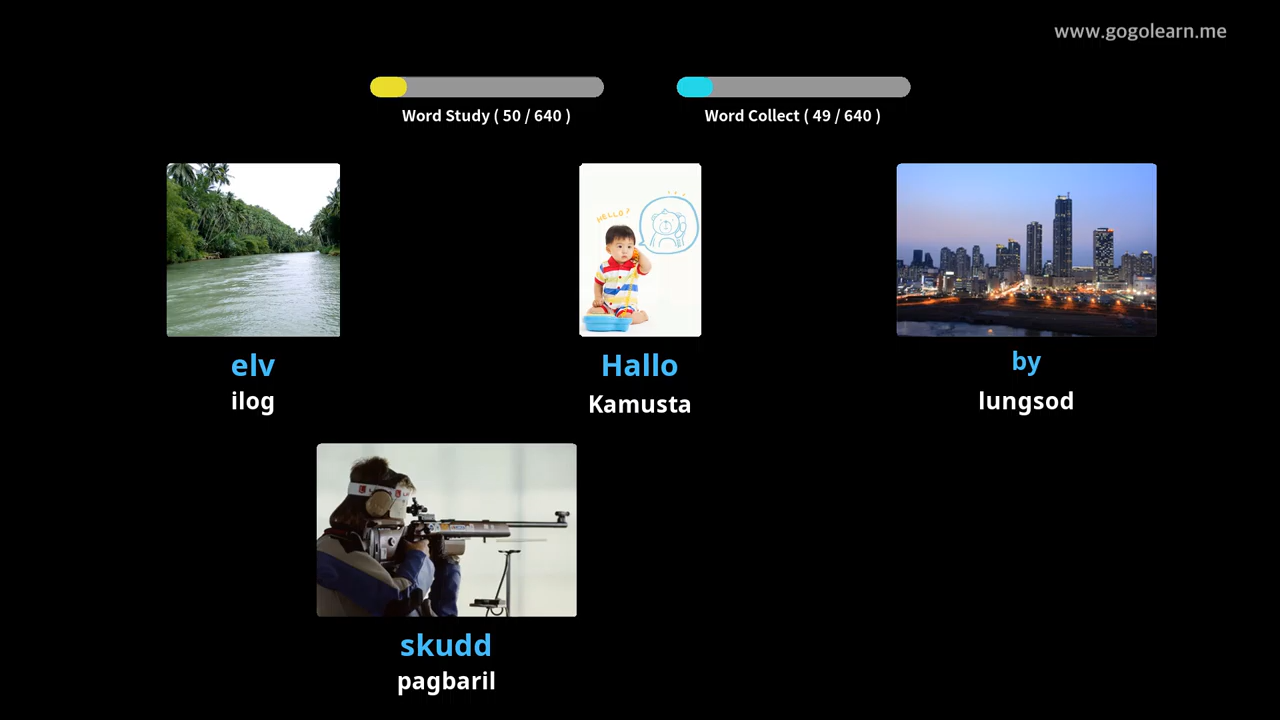 www.gogolearn.me
Word Study ( 50 / 640 )
Word Collect ( 49 / 640 )
HELLO?
elv
ilog
Hallo
Kamusta
by
lungsod
skudd
pagbaril